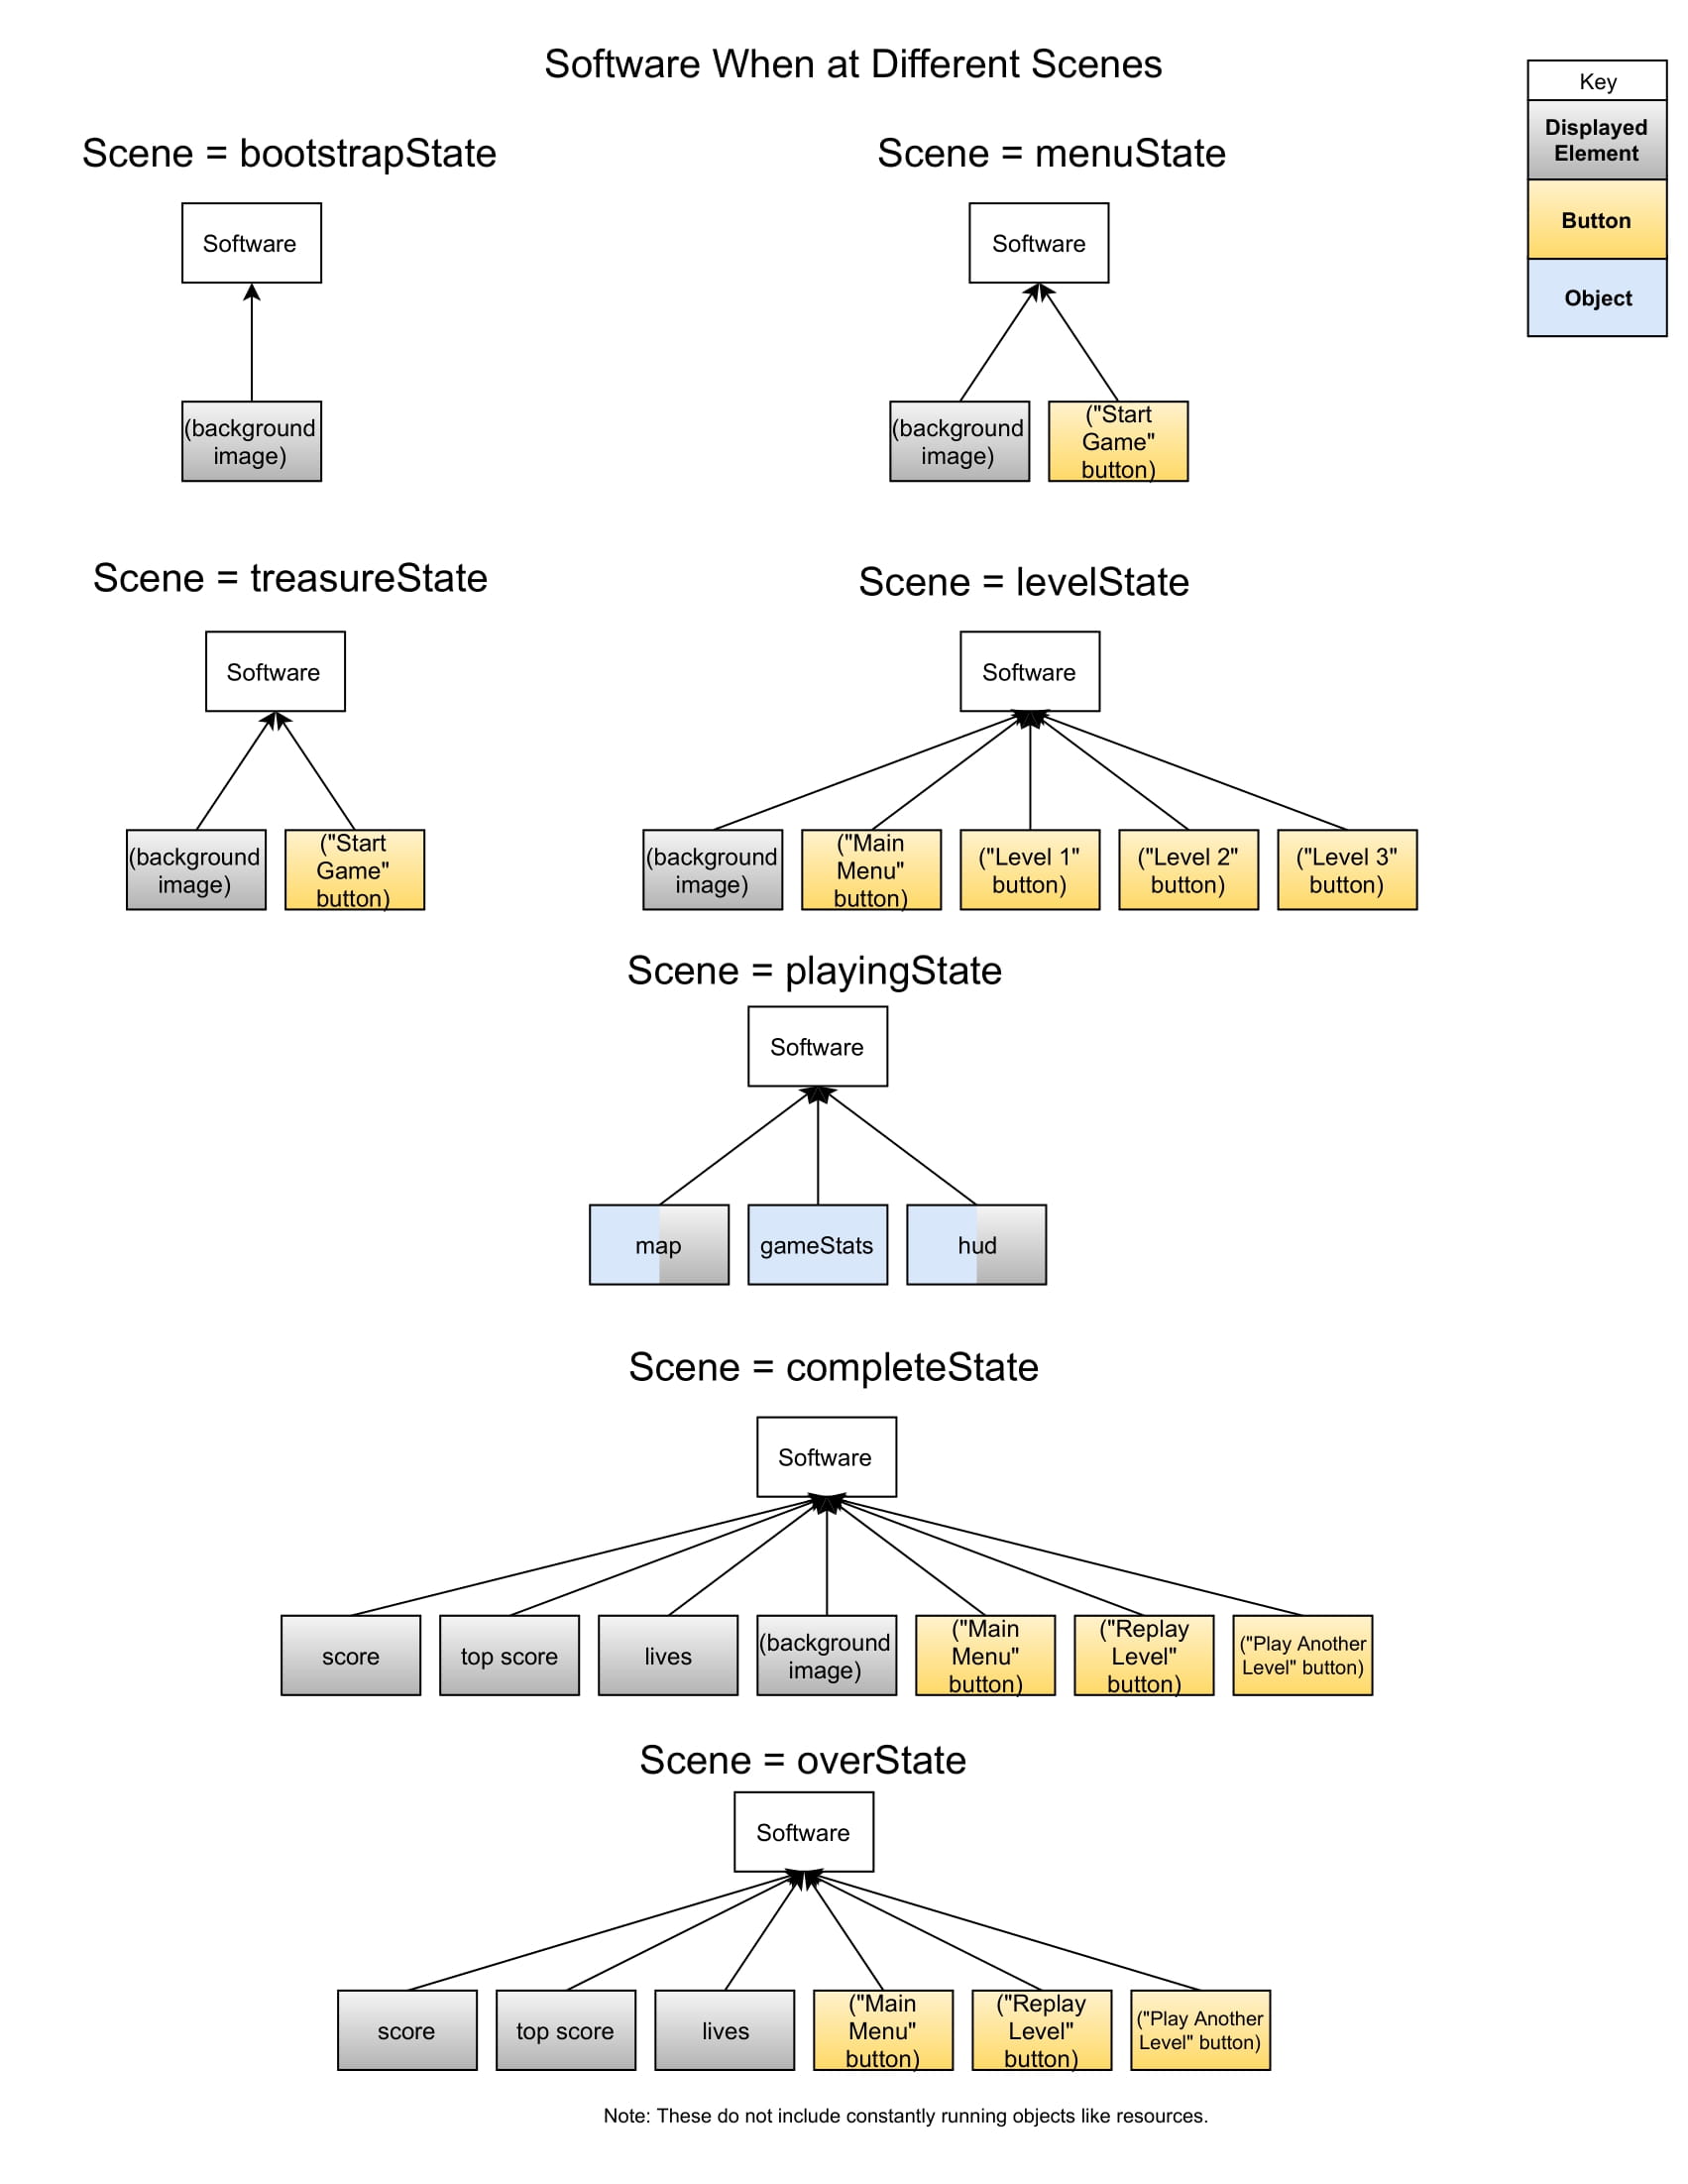 Software When at Different Scenes
Key
Displayed
Element
Button
Object
Scene = bootstrapState
Software
(background
image)
Scene = menuState
Software
(background
image)
("Start
Game"
button)
Scene = treasureState
Software
(background
image)
("Start
Game"
button)
Scene = levelState
Software
(background
image)
("Main
Menu"
button)
("Level 1"
button)
("Level 2"
button)
("Level 3"
button)
Scene = playingState
Software
map
gameStats
hud
Scene = completeState
Software
score
top score
lives
(background
image)
("Main
Menu"
button)
("Replay
Level"
button)
("Play Another
Level" button)
Scene = overState
Software
score
top score
lives
("Main
Menu"
button)
("Replay
Level"
button)
("Play Another
Level" button)
Note: These do not include constantly running objects like resources.